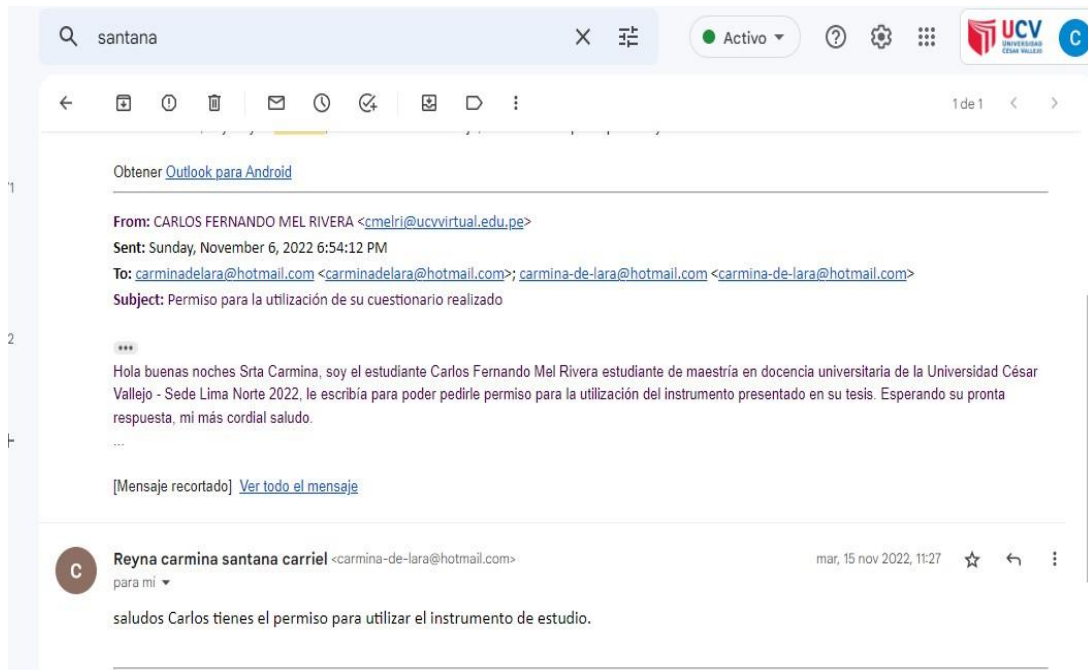 santana
Activo
UCV
UNIVERSIDAD
CÉSAR VALLEJO
C
1 de 1
Obtener Outlook para Android
From: CARLOS FERNANDO MEL RIVERA <cmelri@ucvvirtual.edu.pe>
Sent: Sunday, November 6, 2022 6:54:12 PM
To: carminadelara@hotmail.com <carminadelara@hotmail.com>; carmina-de-lara@hotmail.com <carmina-de-lara@hotmail.com>
Subject: Permiso para la utilización de su cuestionario realizado
Hola buenas noches Srta Carmina, soy el estudiante Carlos Fernando Mel Rivera estudiante de maestría en docencia universitaria de la Universidad César
Vallejo - Sede Lima Norte 2022, le escribía para poder pedirle permiso para la utilización del instrumento presentado en su tesis. Esperando su pronta
respuesta, mi más cordial saludo.
...
[Mensaje recortado] Ver todo el mensaje
C
Reyna carmina santana carriel <carmina-de-lara@hotmail.com>
mar, 15 nov 2022, 11:27
para mí
saludos Carlos tienes el permiso para utilizar el instrumento de estudio.